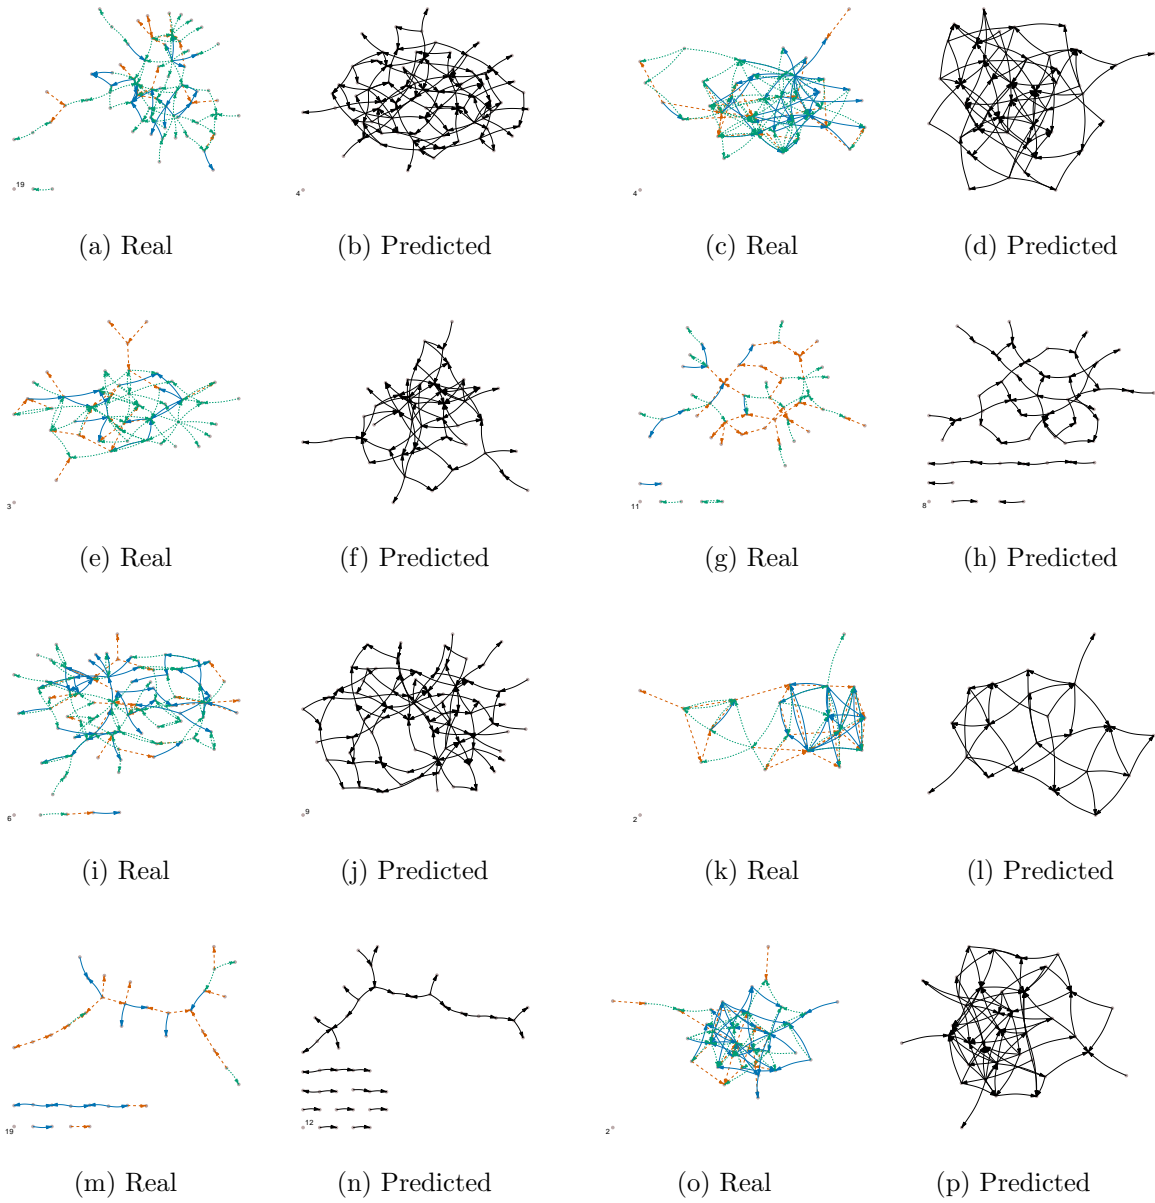 19
4
4
(a) Real
(b) Predicted
(c) Real
(d) Predicted
3
11
8
(e) Real
(f) Predicted
(g) Real
(h) Predicted
6
9
2
(i) Real
(j) Predicted
(k) Real
(l) Predicted
19
12
2
(m) Real
(n) Predicted
(o) Real
(p) Predicted